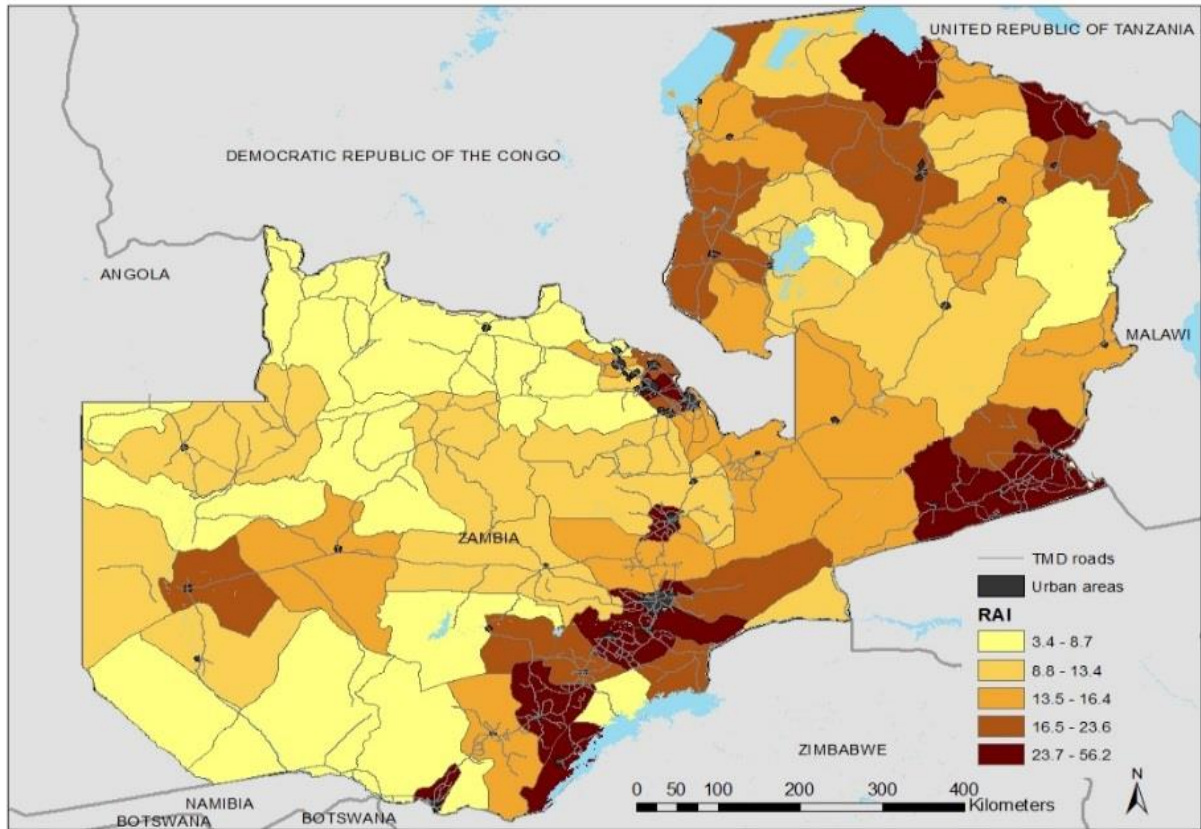 UNITED REPUBLIC OF TANZANIA
DEMOCRATIC REPUBLIC OF THE CONGO
ANGOLA
MALAWI
ZAMBIA
TMD roads
Urban areas
RAI
3.4 - 8.7
8.8 - 13.4
13.5 - 16.4
16.5 - 23.6
23.7 - 56.2
ZIMBABWE
NAMIBIA
BOTSWANA
BOTSWANA
0 50 100 200 300 400
Kilometers
N